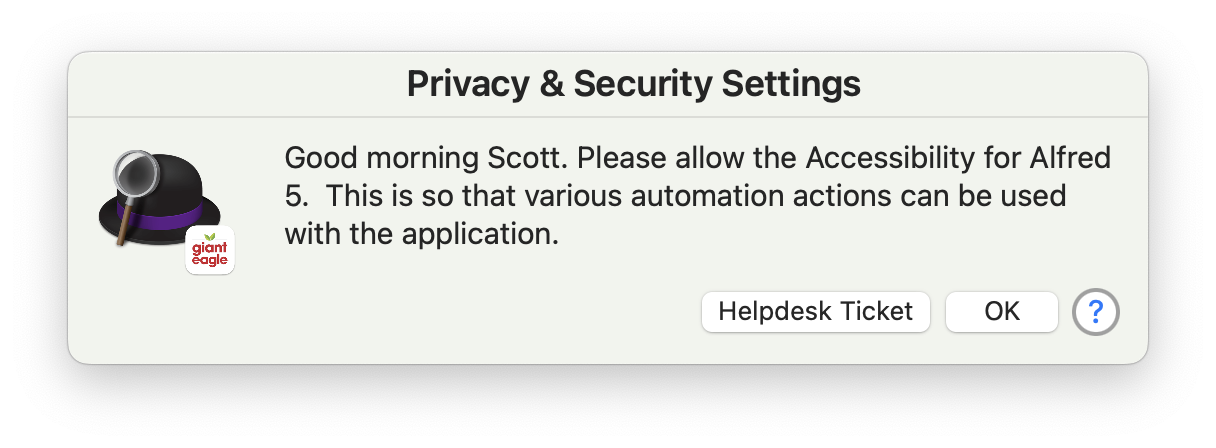 Privacy & Security Settings
Good morning Scott. Please allow the Accessibility for Alfred
5.  This is so that various automation actions can be used
with the application.
giant
eagle
Helpdesk Ticket
OK
?